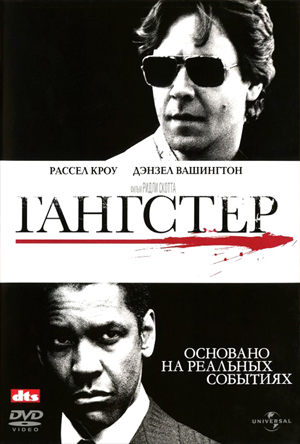 РАССЕЛ КРОУ ДЭНЗЕЛ ВАШИНГТОН
ФИЛЬМ РИДЛИ СКОТТА
ГАНГСТЕР
ОСНОВАНО
НА РЕАЛЬНЫХ
СОБЫТИЯХ
dts
DVD
VIDEO
UNIVERSAL